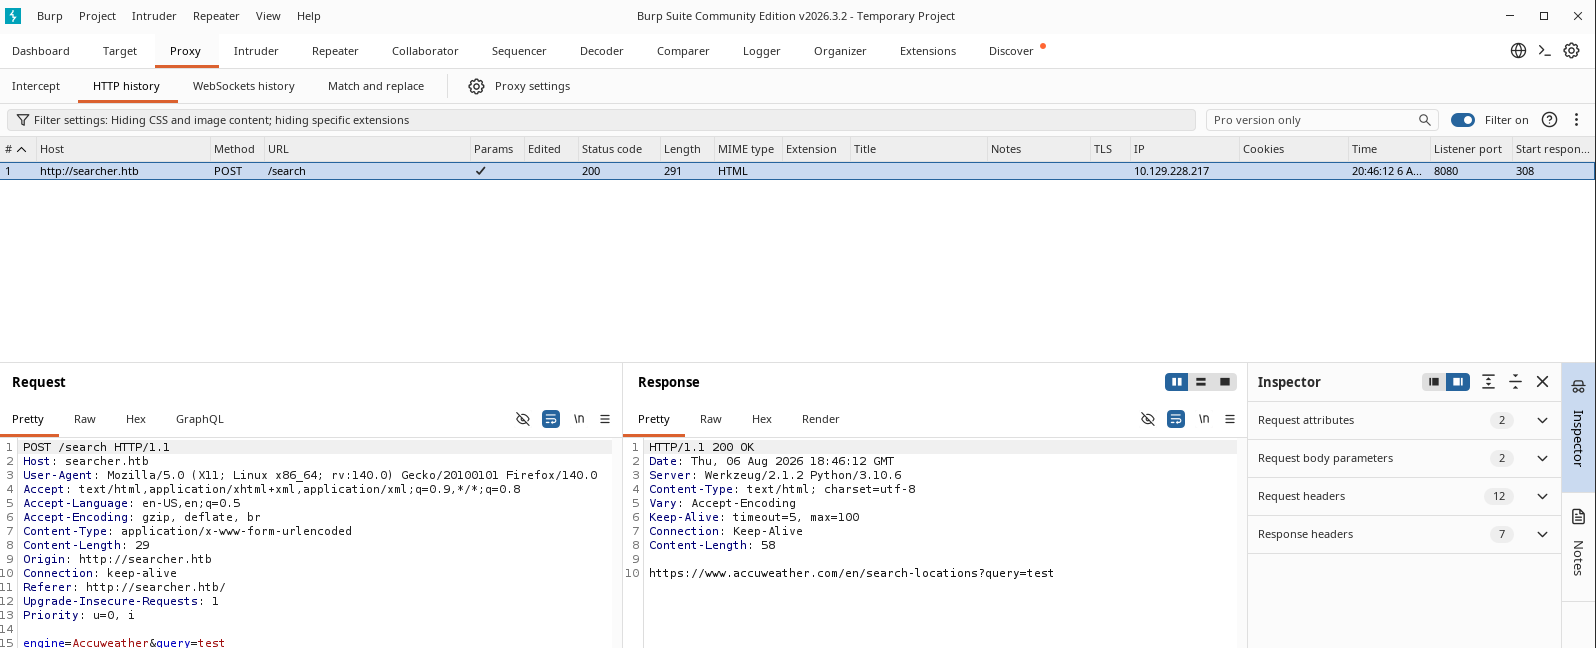 Burp Project Intruder Repeater View Help Burp Suite Community Edition v2026.3.2 - Temporary Project
Dashboard Target Proxy Intruder Repeater Collaborator Sequencer Decoder Comparer Logger Organizer Extensions Discover
Intercept HTTP history WebSockets history Match and replace Proxy settings
Filter settings: Hiding CSS and image content; hiding specific extensions Pro version only Filter on
# Host Method URL Params Edited Status code Length MIME type Extension Title Notes TLS IP Cookies Time Listener port Start respon...
1 http://searcher.htb POST /search ✓ 200 291 HTML 10.129.228.217 20:46:12 6 A... 8080 308
Request
Pretty Raw Hex GraphQL \n
1 POST /search HTTP/1.1
2 Host: searcher.htb
3 User-Agent: Mozilla/5.0 (X11; Linux x86_64; rv:140.0) Gecko/20100101 Firefox/140.0
4 Accept: text/html,application/xhtml+xml,application/xml;q=0.9,*/*;q=0.8
5 Accept-Language: en-US,en;q=0.5
6 Accept-Encoding: gzip, deflate, br
7 Content-Type: application/x-www-form-urlencoded
8 Content-Length: 29
9 Origin: http://searcher.htb
10 Connection: keep-alive
11 Referer: http://searcher.htb/
12 Upgrade-Insecure-Requests: 1
13 Priority: u=0, i
14
15 engine=Accuweather&query=test
Response
Pretty Raw Hex Render \n
1 HTTP/1.1 200 OK
2 Date: Thu, 06 Aug 2026 18:46:12 GMT
3 Server: Werkzeug/2.1.2 Python/3.10.6
4 Content-Type: text/html; charset=utf-8
5 Vary: Accept-Encoding
6 Keep-Alive: timeout=5, max=100
7 Connection: Keep-Alive
8 Content-Length: 58
9
10 https://www.accuweather.com/en/search-locations?query=test
Inspector
Request attributes 2
Request body parameters 2
Request headers 12
Response headers 7
Inspector
Notes